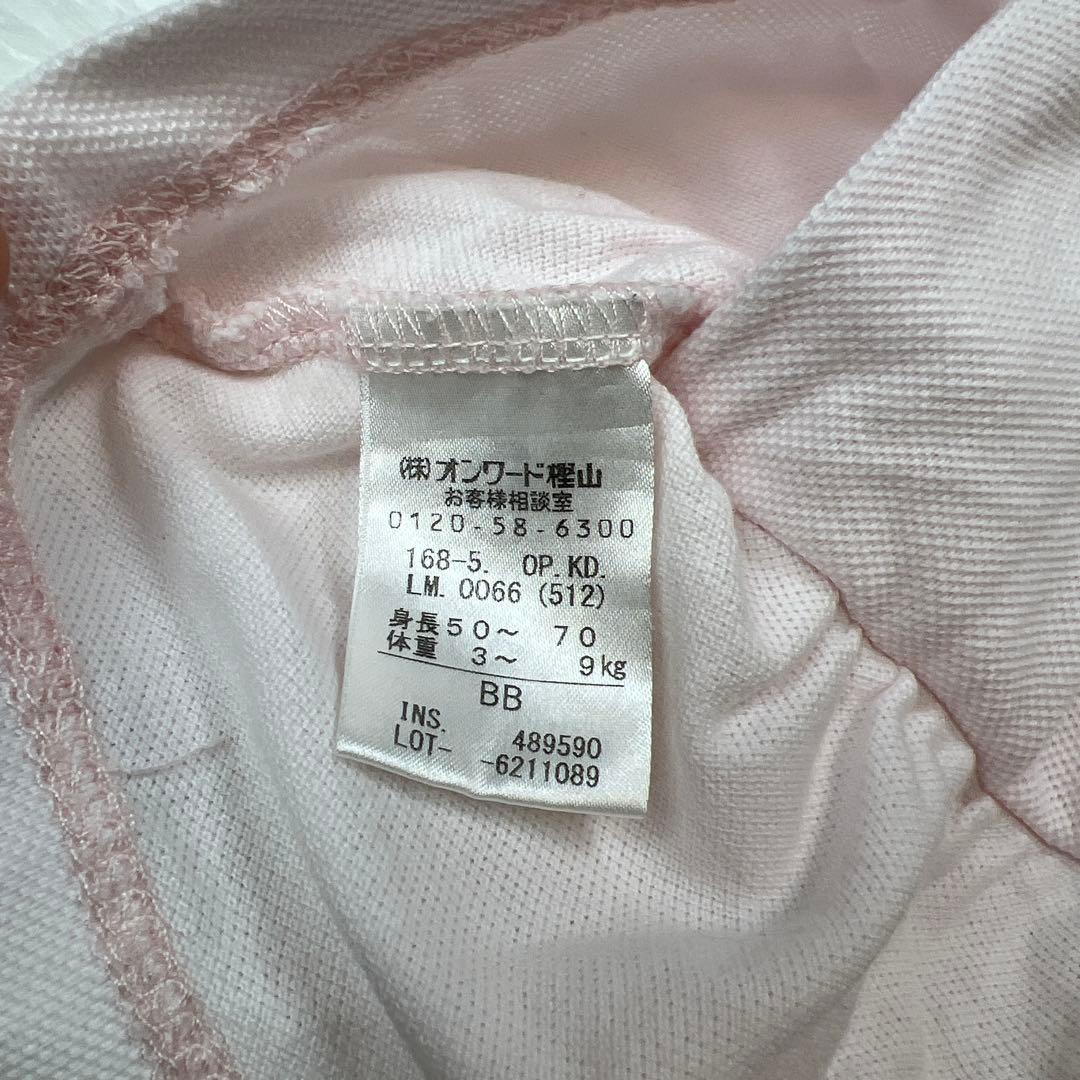 (株)オンワード樫山
お客様相談室
0120-58-6300
168-5. OP.KD.
LM. 0066 (512)
身長50〜 70
体重 3〜 9kg
BB
INS. 489590
LOT- -6211089